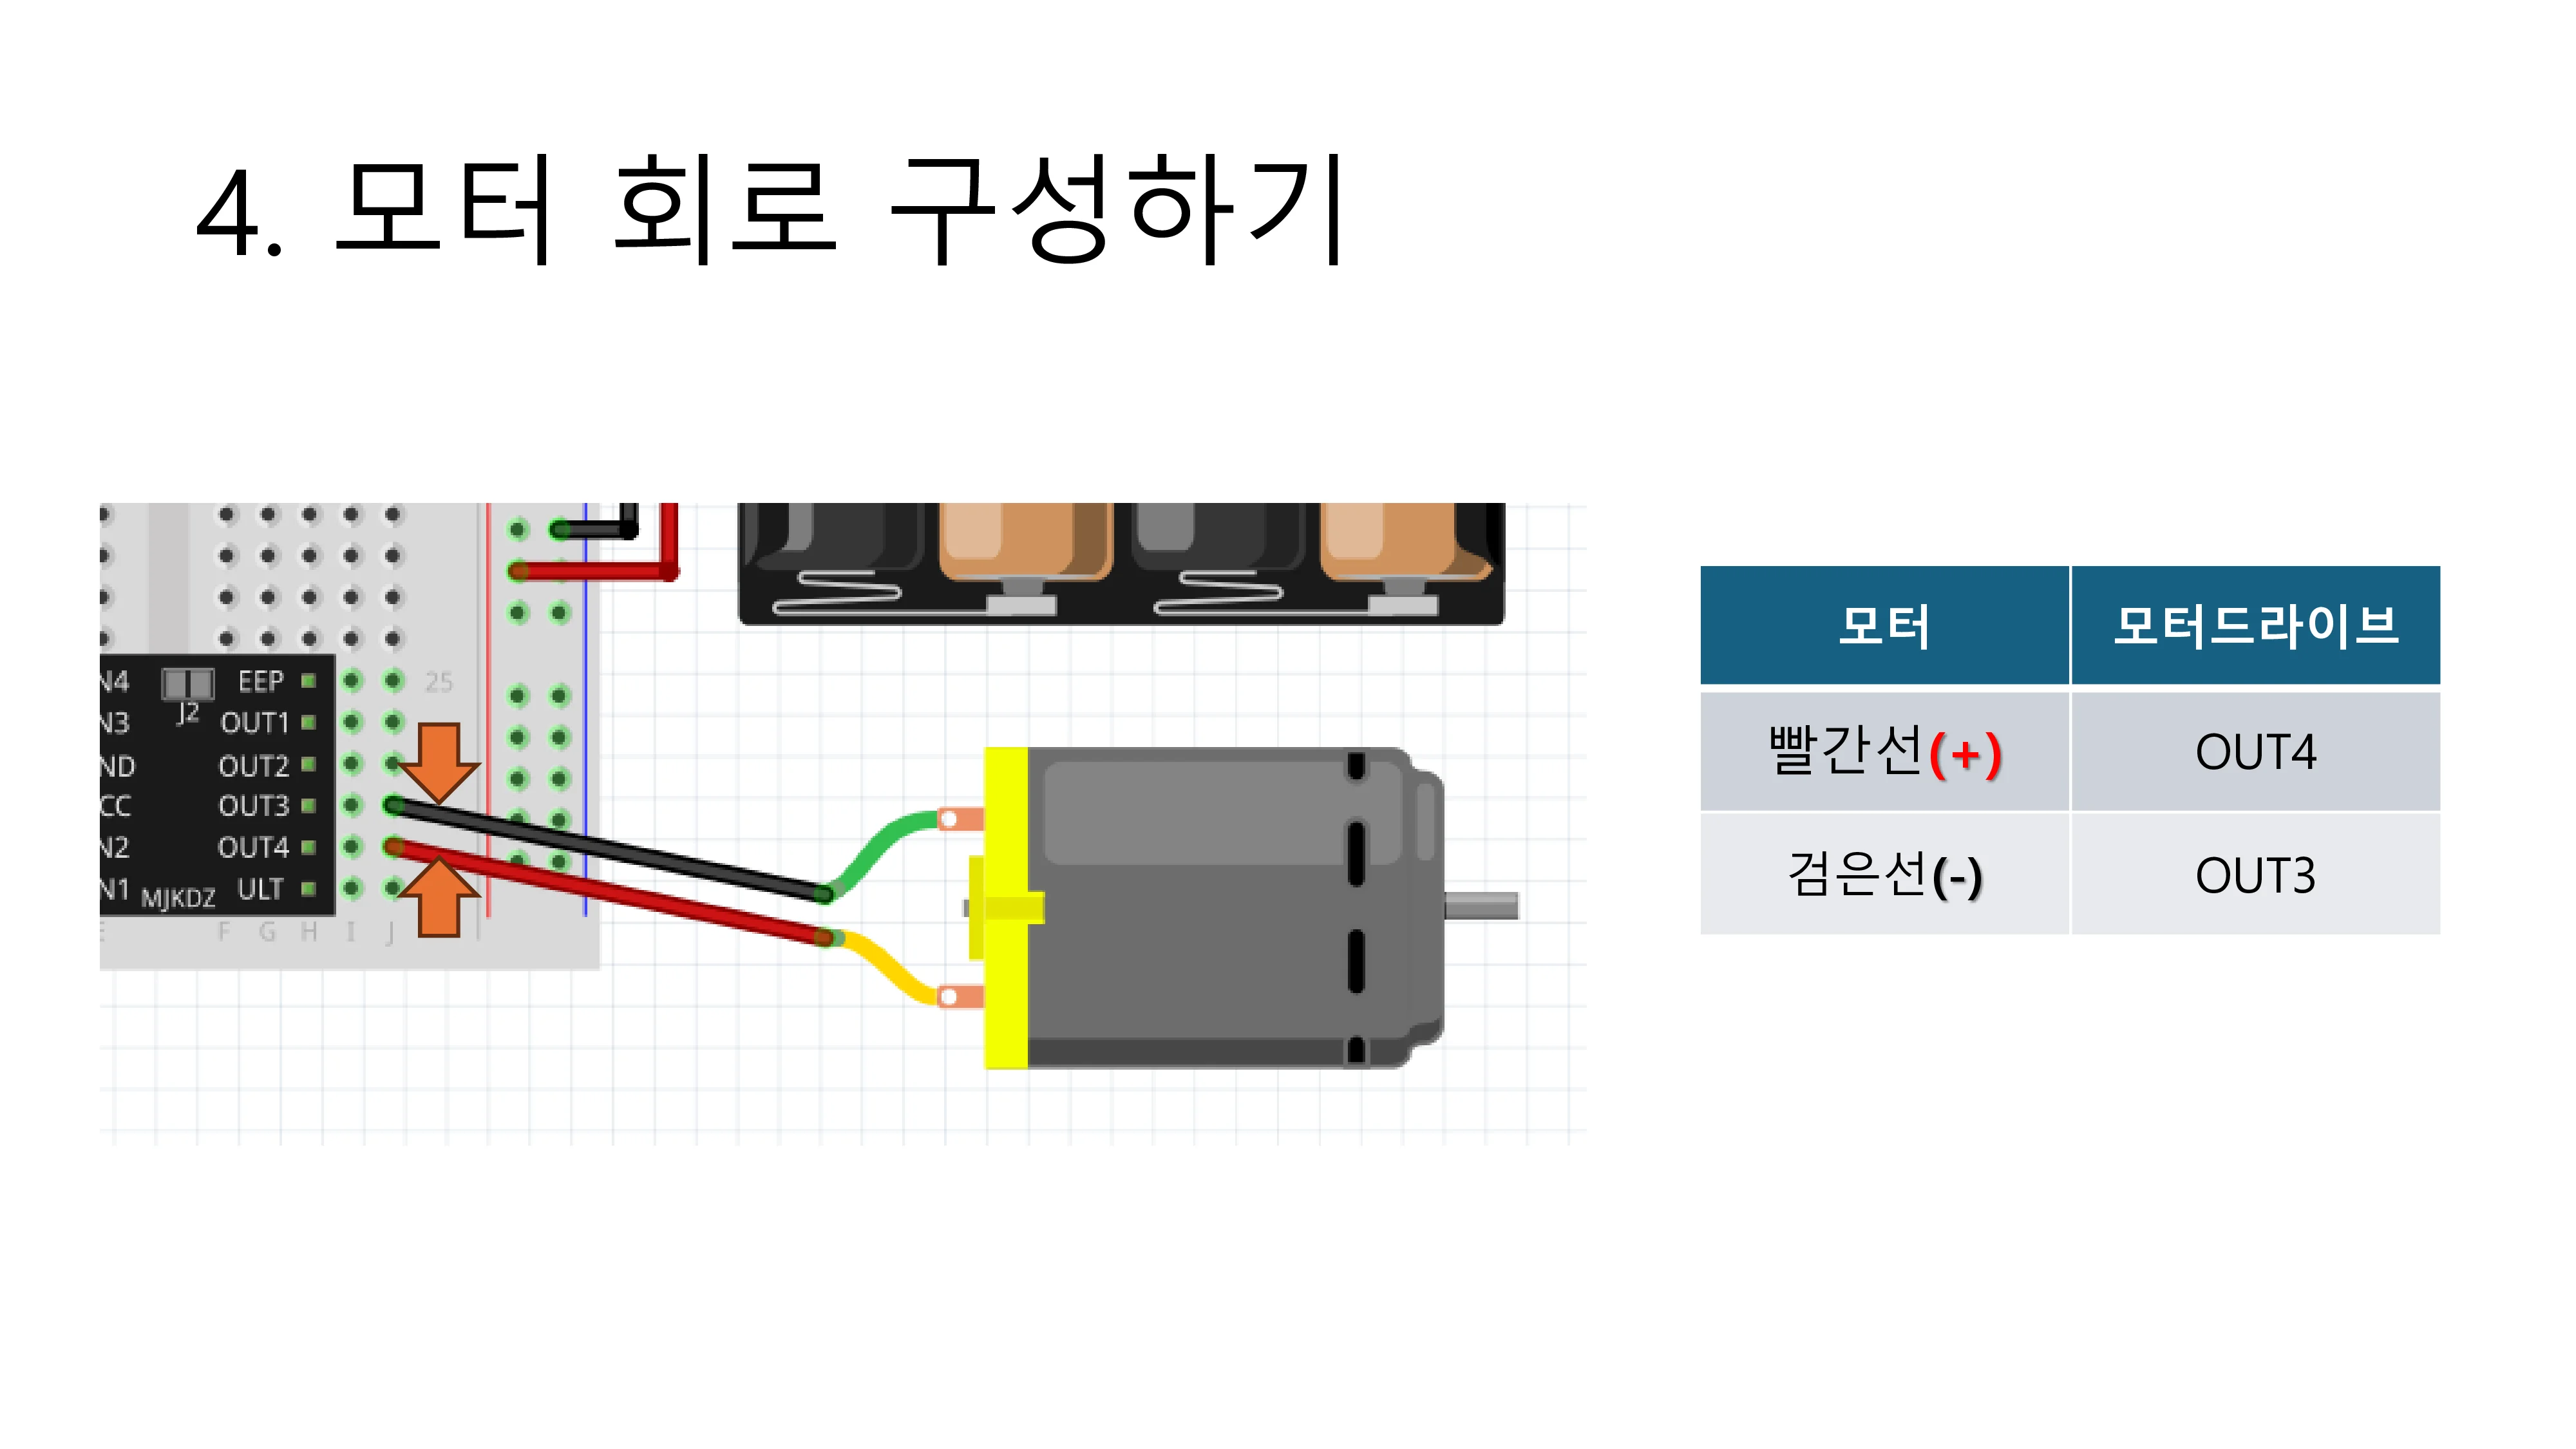 4. 모터 회로 구성하기
N4 J2 EEP 25
N3 OUT1
ND OUT2
CC OUT3
N2 OUT4
N1 MJKDZ ULT
E F G H I J
모터 모터드라이브
빨간선(+) OUT4
검은선(-) OUT3